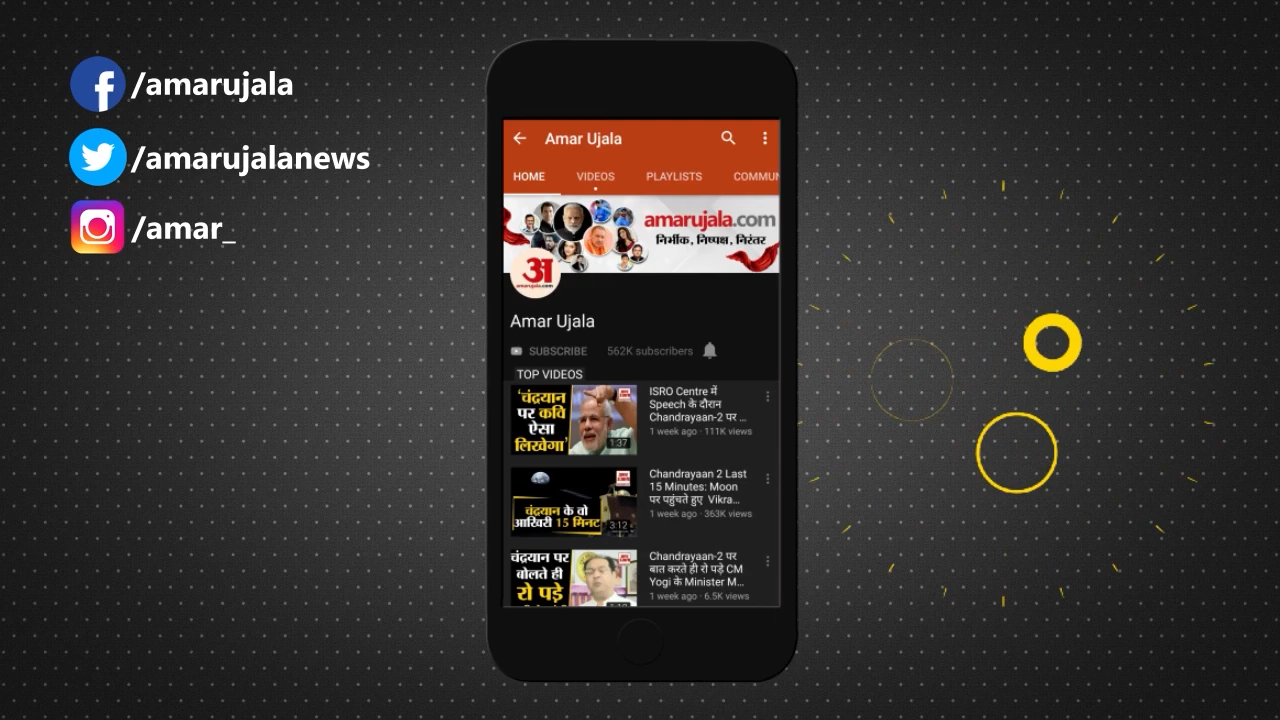 /amarujala
/amarujalanews
/amar_
Amar Ujala
HOME VIDEOS PLAYLISTS COMMUN
amarujala.com
निर्भीक, निष्पक्ष, निरंतर
अ
amarujala.com
Amar Ujala
SUBSCRIBE 562K subscribers
TOP VIDEOS
'चंद्रयान
पर कवि
ऐसा
लिखेगा'
1:37
ISRO Centre में
Speech के दौरान
Chandrayaan-2 पर ...
1 week ago · 111K views
चंद्रयान के वो
आखिरी 15 मिनट
3:12
Chandrayaan 2 Last
15 Minutes: Moon
पर पहुंचते हुए Vikra...
1 week ago · 363K views
चंद्रयान पर
बोलते ही
रो पड़े
Chandrayaan-2 पर
बात करते ही रो पड़े CM
Yogi के Minister M...
1 week ago · 6.5K views